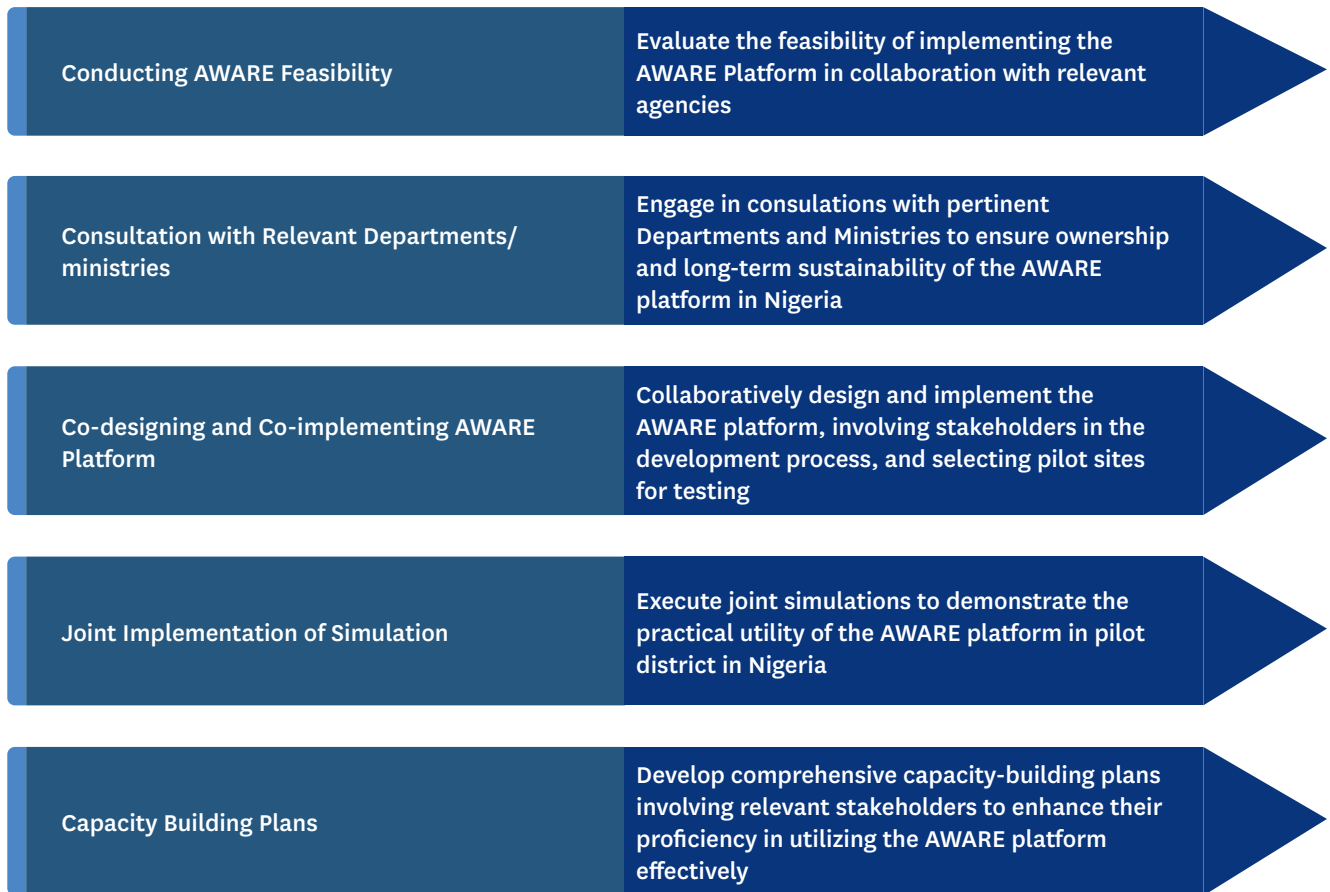 Conducting AWARE Feasibility
Evaluate the feasibility of implementing the
AWARE Platform in collaboration with relevant
agencies
Consultation with Relevant Departments/
ministries
Engage in consulations with pertinent
Departments and Ministries to ensure ownership
and long-term sustainability of the AWARE
platform in Nigeria
Co-designing and Co-implementing AWARE
Platform
Collaboratively design and implement the
AWARE platform, involving stakeholders in the
development process, and selecting pilot sites
for testing
Joint Implementation of Simulation
Execute joint simulations to demonstrate the
practical utility of the AWARE platform in pilot
district in Nigeria
Capacity Building Plans
Develop comprehensive capacity-building plans
involving relevant stakeholders to enhance their
proficiency in utilizing the AWARE platform
effectively